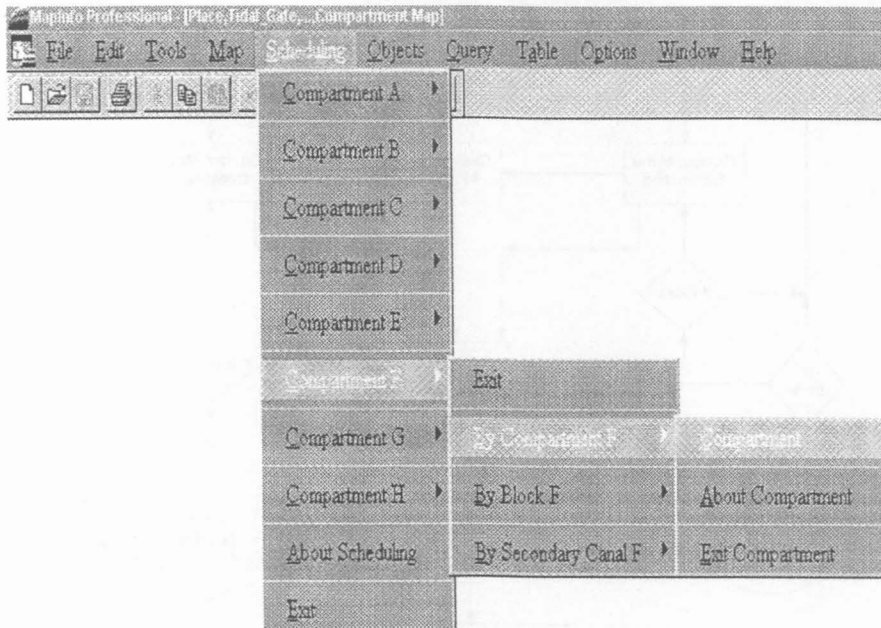 MapInfo Professional - [Place,Tidal_Gate,...,Compartment Map]
File Edit Tools Map Scheduling Objects Query Table Options Window Help
Compartment A
Compartment B
Compartment C
Compartment D
Compartment E
Compartment F
Exit
Compartment G
By Compartment F
Compartment
Compartment H
By Block F
About Compartment
About Scheduling
By Secondary Canal F
Exit Compartment
Exit